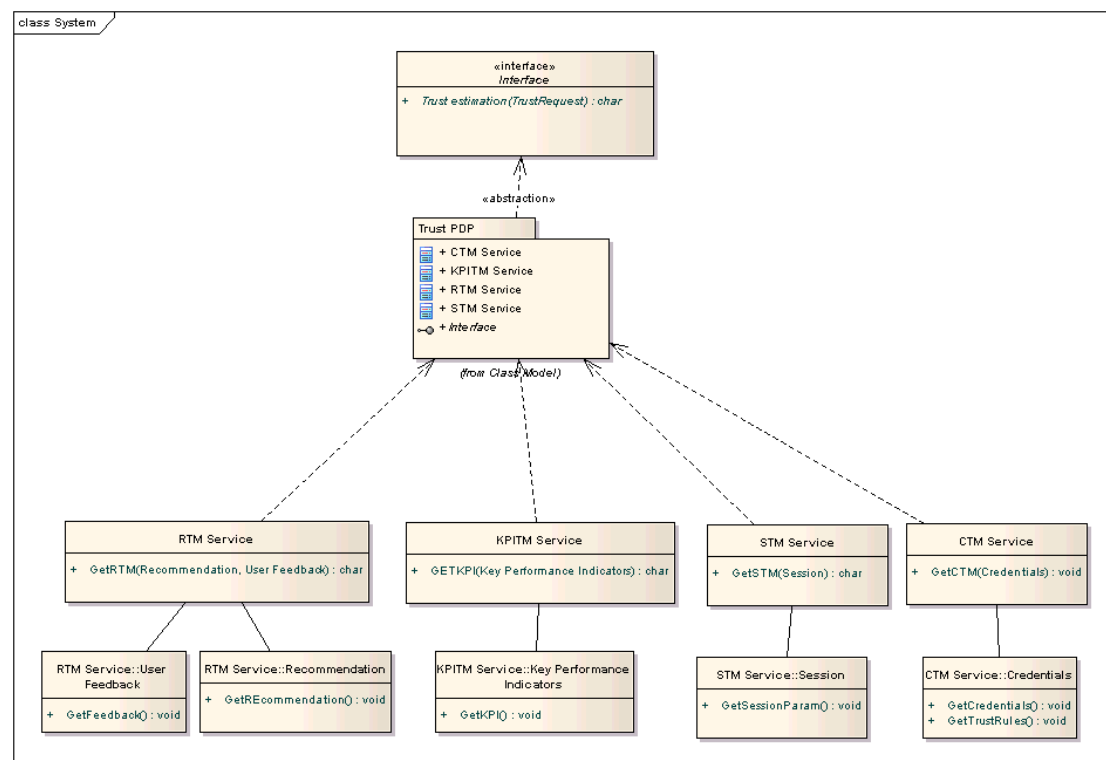 class System
«interface»
Interface
+ Trust estimation(TrustRequest) : char
«abstraction»
Trust PDP
+ CTM Service
+ KPITM Service
+ RTM Service
+ STM Service
+ Interface
(from Class Model)
RTM Service
+ GetRTM(Recommendation, User Feedback) : char
KPITM Service
+ GETKPI(Key Performance Indicators) : char
STM Service
+ GetSTM(Session) : char
CTM Service
+ GetCTM(Credentials) : void
RTM Service::User
Feedback
+ GetFeedback() : void
RTM Service::Recommendation
+ GetREcommendation() : void
KPITM Service::Key Performance
Indicators
+ GetKPI() : void
STM Service::Session
+ GetSessionParam() : void
CTM Service::Credentials
+ GetCredentials() : void
+ GetTrustRules() : void